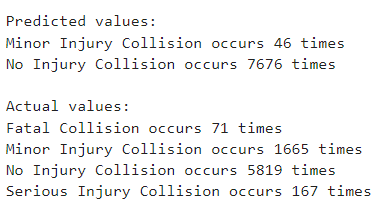 Predicted values:
Minor Injury Collision occurs 46 times
No Injury Collision occurs 7676 times

Actual values:
Fatal Collision occurs 71 times
Minor Injury Collision occurs 1665 times
No Injury Collision occurs 5819 times
Serious Injury Collision occurs 167 times